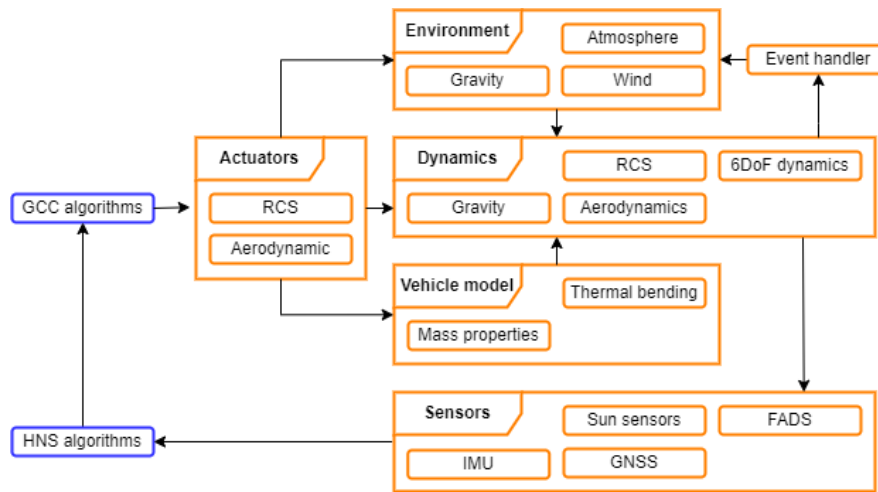 Environment
Atmosphere
Gravity
Wind
Event handler
Actuators
RCS
Aerodynamic
Dynamics
RCS
6DoF dynamics
Gravity
Aerodynamics
GCC algorithms
Vehicle model
Thermal bending
Mass properties
Sensors
Sun sensors
FADS
IMU
GNSS
HNS algorithms